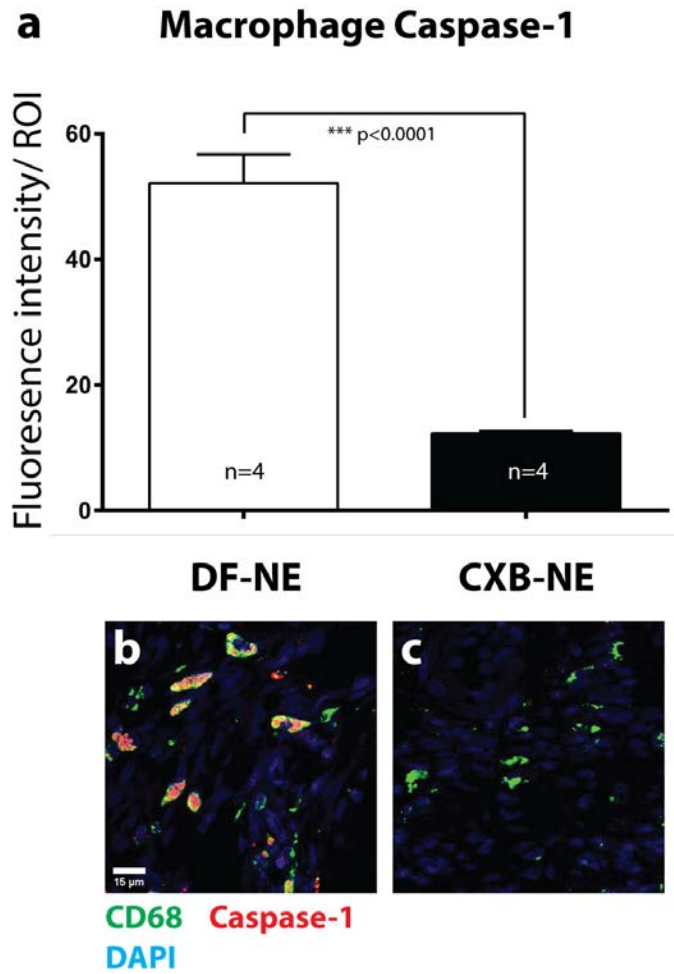 a Macrophage Caspase-1
Fluoresence intensity/ ROI
60
*** p<0.0001
40
20
n=4 n=4
0
DF-NE CXB-NE
b c
15 µm
CD68 Caspase-1
DAPI